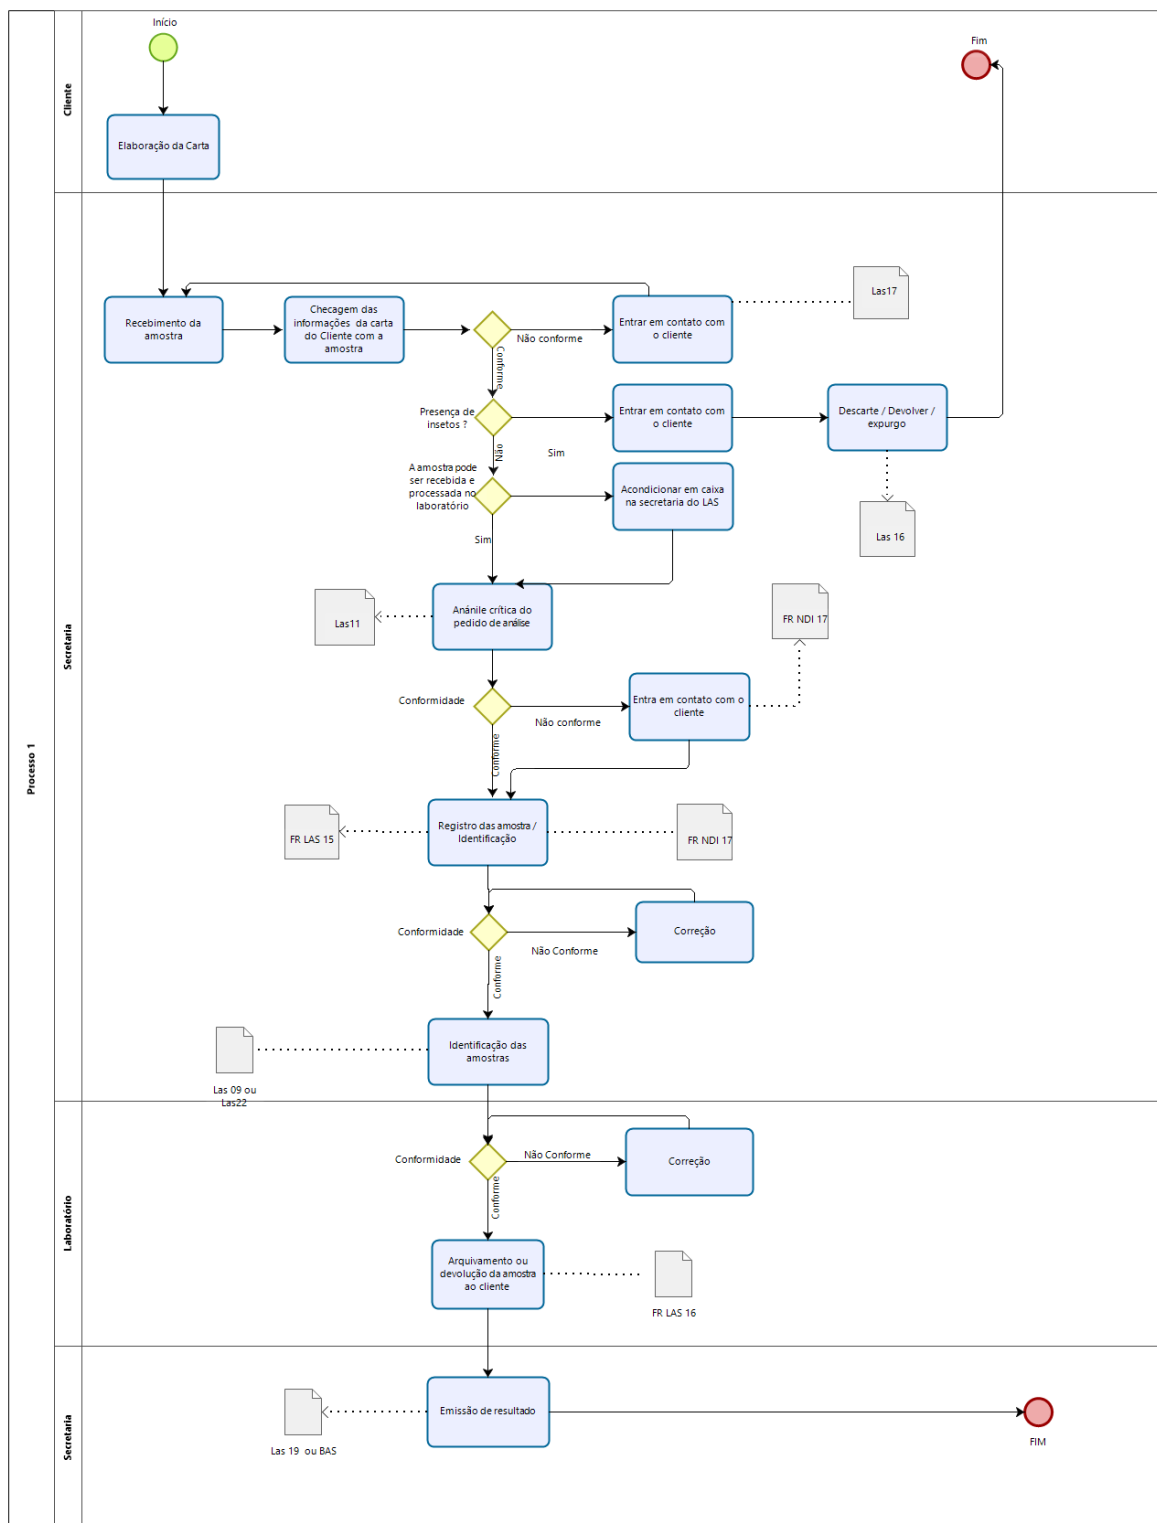 Início
Fim
Cliente
Elaboração da Carta
Las17
Recebimento da
amostra
Checagem das
informações da carta
do Cliente com a
amostra
Não conforme
Entrar em contato com
o cliente
Conforme
Presença de
insetos ?
Entrar em contato com
o cliente
Descarte / Devolver /
expurgo
Não
Sim
A amostra pode
ser recebida e
processada no
laboratório
Acondicionar em caixa
na secretaria do LAS
Las 16
Sim
Las11
Anánile crítica do
pedido de análise
FR NDI 17
Secretaria
Conformidade
Não conforme
Entra em contato com o
cliente
Conforme
Processo 1
FR LAS 15
Registro das amostra /
Identificação
FR NDI 17
Conformidade
Não Conforme
Correção
Conforme
Identificação das
amostras
Las 09 ou
Las22
Conformidade
Não Conforme
Correção
Conforme
Laboratório
Arquivamento ou
devolução da amostra
ao cliente
FR LAS 16
Secretaria
Emissão de resultado
Las 19 ou BAS
FIM